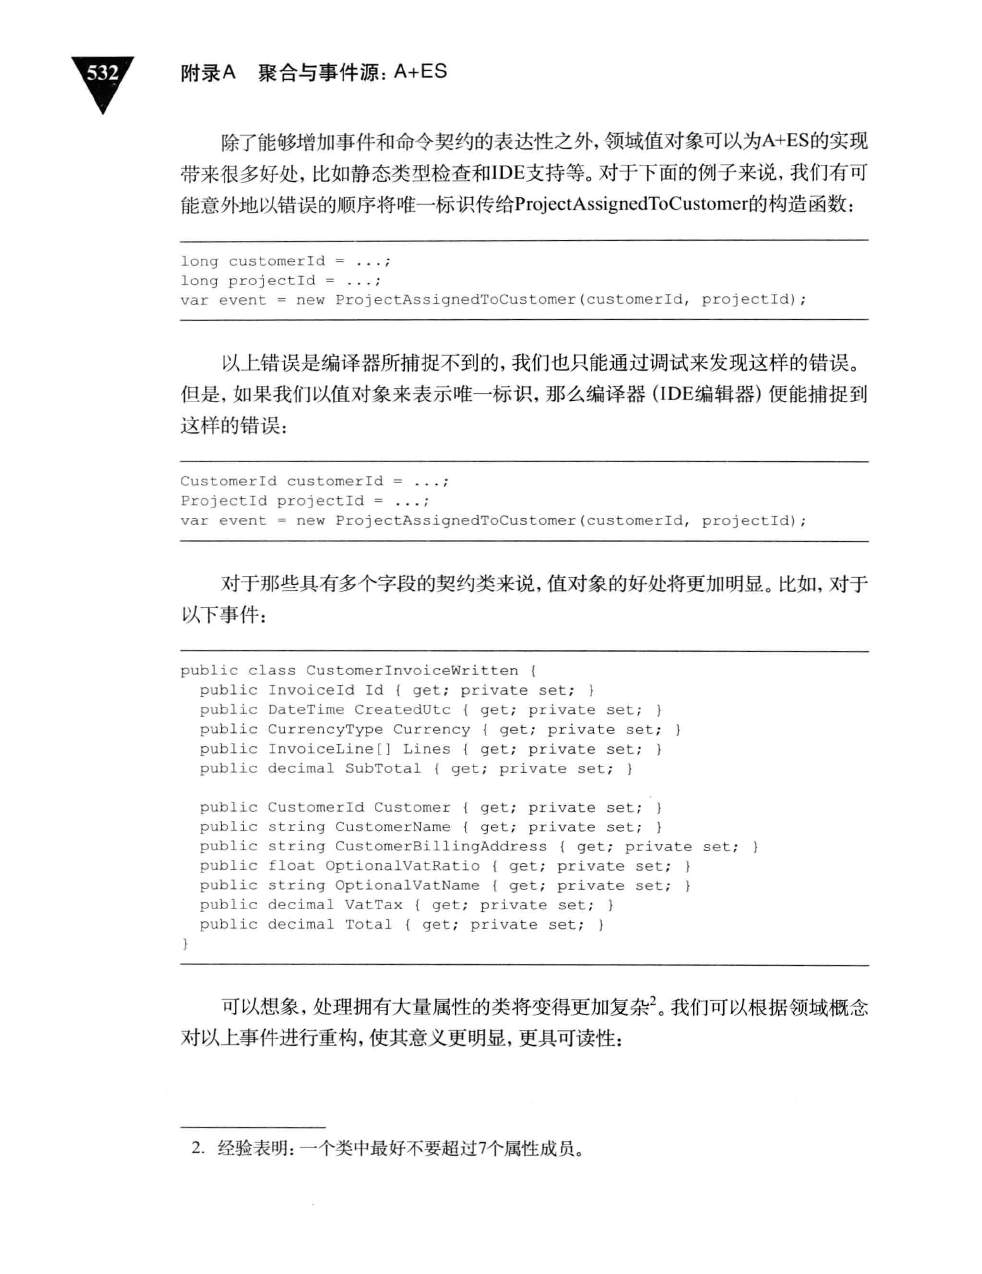 532
附录A 聚合与事件源：A+ES
除了能够增加事件和命令契约的表达性之外，领域值对象可以为A+ES的实现
带来很多好处，比如静态类型检查和IDE支持等。对于下面的例子来说，我们有可
能意外地以错误的顺序将唯一标识传给ProjectAssignedToCustomer的构造函数：
long customerId = ...;
long projectId = ...;
var event = new ProjectAssignedToCustomer(customerId, projectId);
以上错误是编译器所捕捉不到的，我们也只能通过调试来发现这样的错误。
但是，如果我们以值对象来表示唯一标识，那么编译器（IDE编辑器）便能捕捉到
这样的错误：
CustomerId customerId = ...;
ProjectId projectId = ...;
var event = new ProjectAssignedToCustomer(customerId, projectId);
对于那些具有多个字段的契约类来说，值对象的好处将更加明显。比如，对于
以下事件：
public class CustomerInvoiceWritten {
  public InvoiceId Id { get; private set; }
  public DateTime CreatedUtc { get; private set; }
  public CurrencyType Currency { get; private set; }
  public InvoiceLine[] Lines { get; private set; }
  public decimal SubTotal { get; private set; }
  public CustomerId Customer { get; private set; }
  public string CustomerName { get; private set; }
  public string CustomerBillingAddress { get; private set; }
  public float OptionalVatRatio { get; private set; }
  public string OptionalVatName { get; private set; }
  public decimal VatTax { get; private set; }
  public decimal Total { get; private set; }
}
可以想象，处理拥有大量属性的类将变得更加复杂2。我们可以根据领域概念
对以上事件进行重构，使其意义更明显，更具可读性：
2. 经验表明：一个类中最好不要超过7个属性成员。